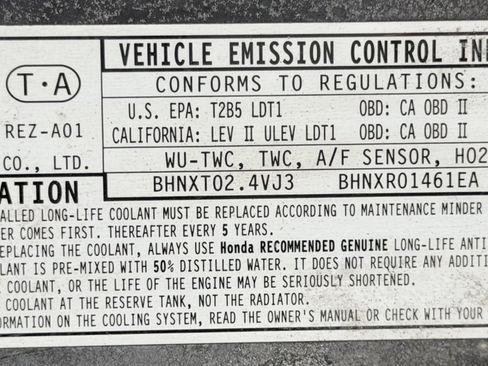 VEHICLE EMISSION CONTROL IN
T·A
CONFORMS TO REGULATIONS:
U.S. EPA: T2B5 LDT1 OBD: CA OBD II
REZ-A01 CALIFORNIA: LEV II ULEV LDT1 OBD: CA OBD II
CO., LTD. WU-TWC, TWC, A/F SENSOR, HO2
ATION BHNXT02.4VJ3 BHNXR01461EA
ALLED LONG-LIFE COOLANT MUST BE REPLACED ACCORDING TO MAINTENANCE MINDER
ER COMES FIRST. THEREAFTER EVERY 5 YEARS.
EPLACING THE COOLANT, ALWAYS USE Honda RECOMMENDED GENUINE LONG-LIFE ANTI
LANT IS PRE-MIXED WITH 50% DISTILLED WATER. IT DOES NOT REQUIRE ANY ADDITI
E COOLANT, OR THE LIFE OF THE ENGINE MAY BE SERIOUSLY SHORTENED.
COOLANT AT THE RESERVE TANK, NOT THE RADIATOR.
FORMATION ON THE COOLING SYSTEM, READ THE OWNER'S MANUAL OR CHECK WITH YOUR